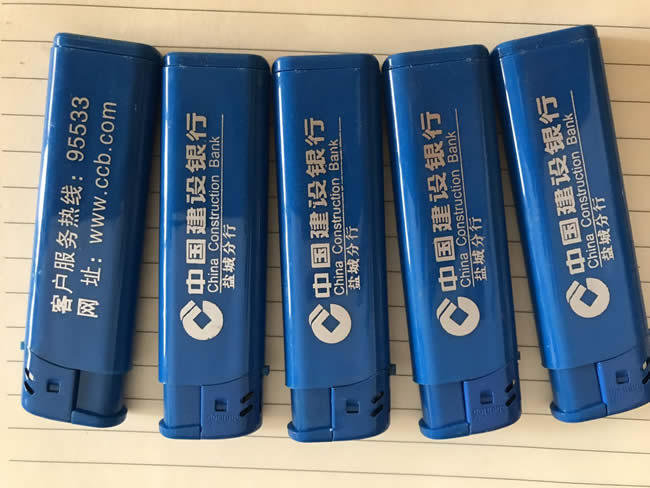 客户服务热线：95533
网 址：www.ccb.com
中国建设银行
China Construction Bank
盐城分行
中国建设银行
China Construction Bank
盐城分行
中国建设银行
China Construction Bank
盐城分行
中国建设银行
China Construction Bank
盐城分行